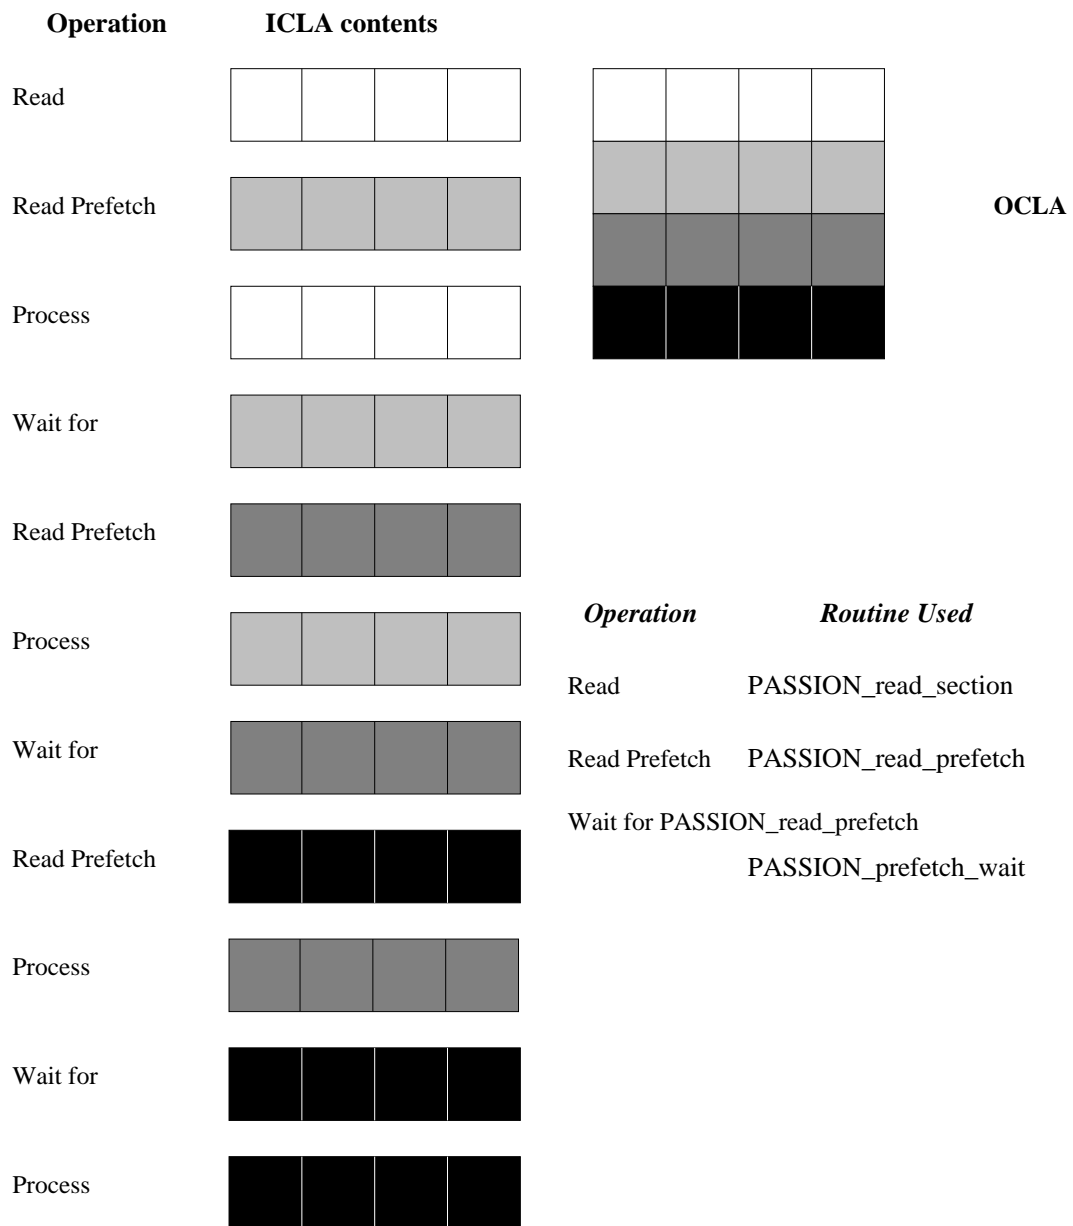 Operation ICLA contents
Read
Read Prefetch
OCLA
Process
Wait for
Read Prefetch
Process
Wait for
Read Prefetch
Process
Wait for
Process
Operation Routine Used
Read PASSION_read_section
Read Prefetch PASSION_read_prefetch
Wait for PASSION_read_prefetch
PASSION_prefetch_wait